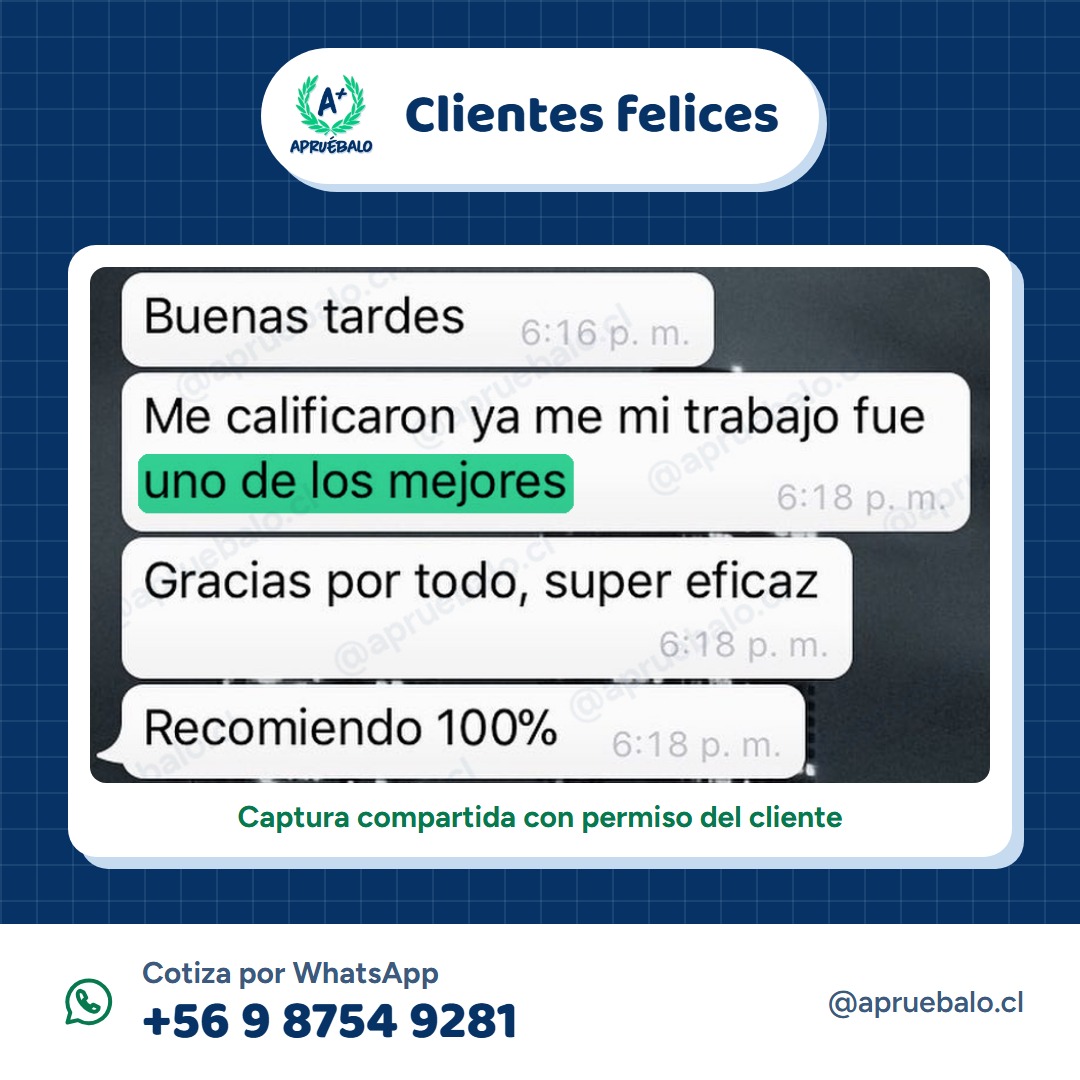 A+
APRUÉBALO
Clientes felices
Buenas tardes
6:16 p. m.
Me calificaron ya me mi trabajo fue
uno de los mejores
6:18 p. m.
Gracias por todo, super eficaz
6:18 p. m.
Recomiendo 100%
6:18 p. m.
@apruebalo.cl
Captura compartida con permiso del cliente
Cotiza por WhatsApp
+56 9 8754 9281
@apruebalo.cl